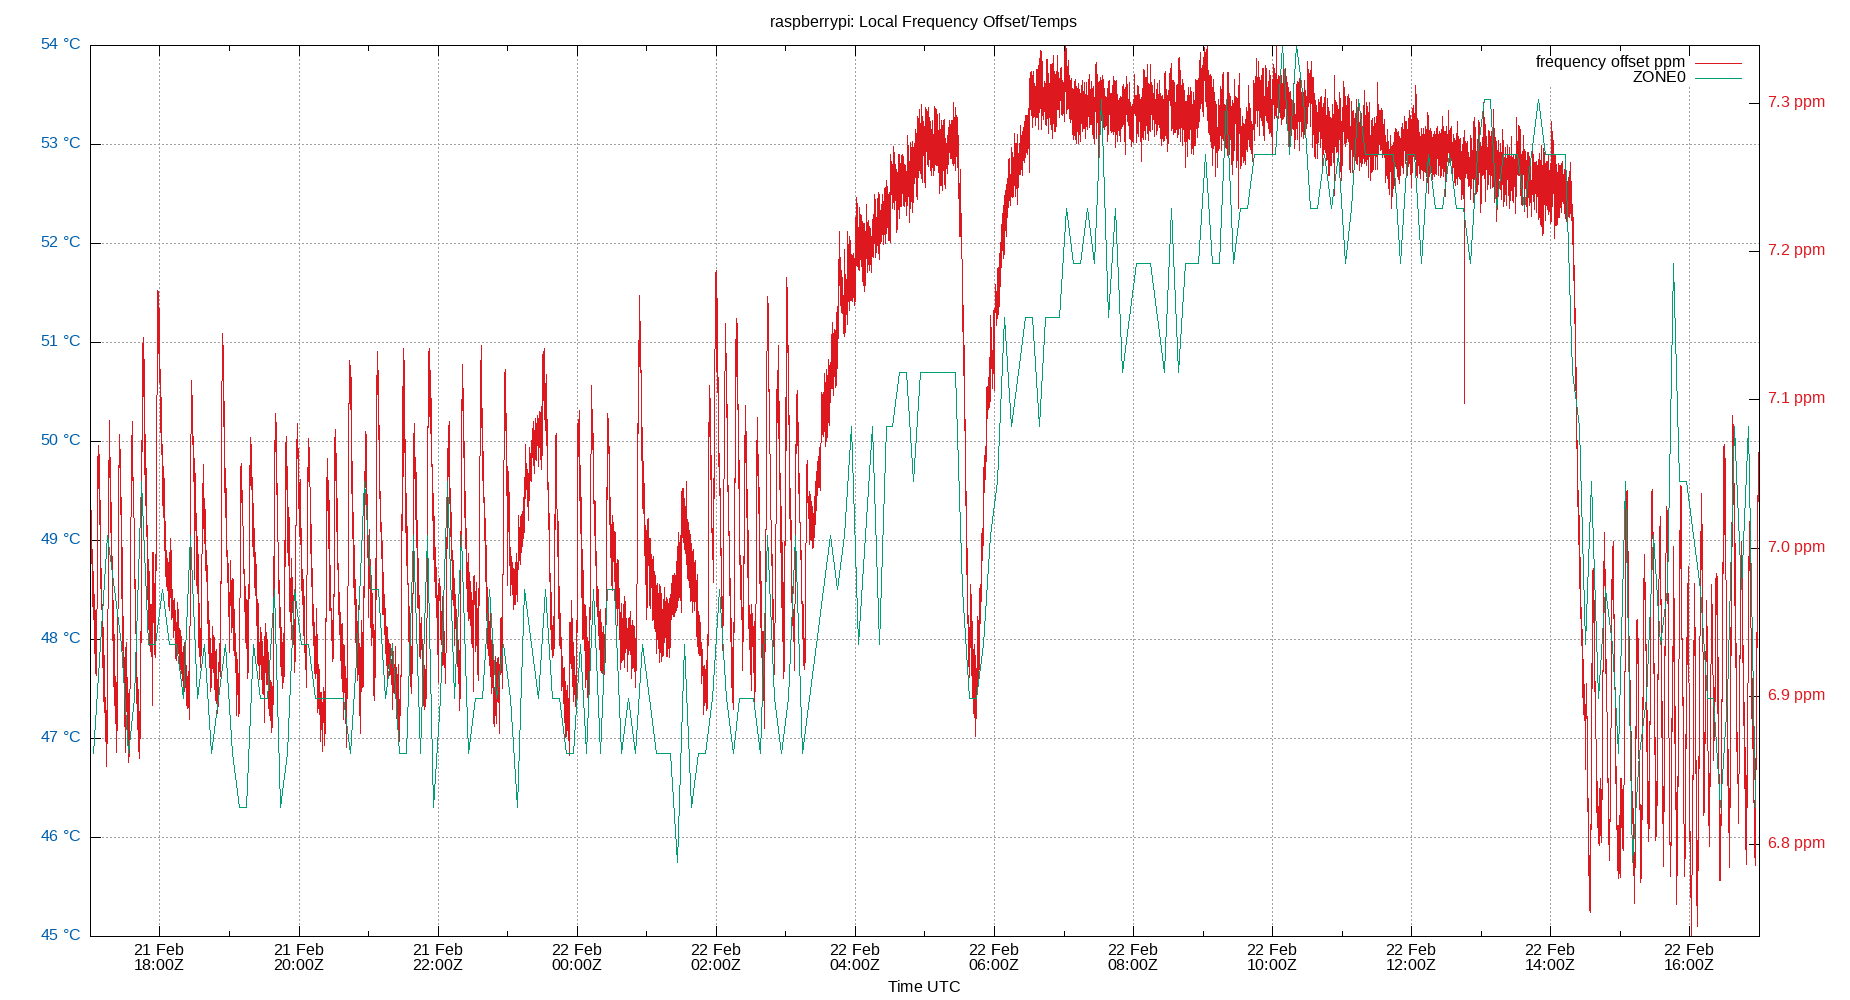 raspberrypi: Local Frequency Offset/Temps
54 °C
53 °C
52 °C
51 °C
50 °C
49 °C
48 °C
47 °C
46 °C
45 °C
frequency offset ppm
ZONE0
7.3 ppm
7.2 ppm
7.1 ppm
7.0 ppm
6.9 ppm
6.8 ppm
21 Feb
18:00Z
21 Feb
20:00Z
21 Feb
22:00Z
22 Feb
00:00Z
22 Feb
02:00Z
22 Feb
04:00Z
22 Feb
06:00Z
22 Feb
08:00Z
22 Feb
10:00Z
22 Feb
12:00Z
22 Feb
14:00Z
22 Feb
16:00Z
Time UTC